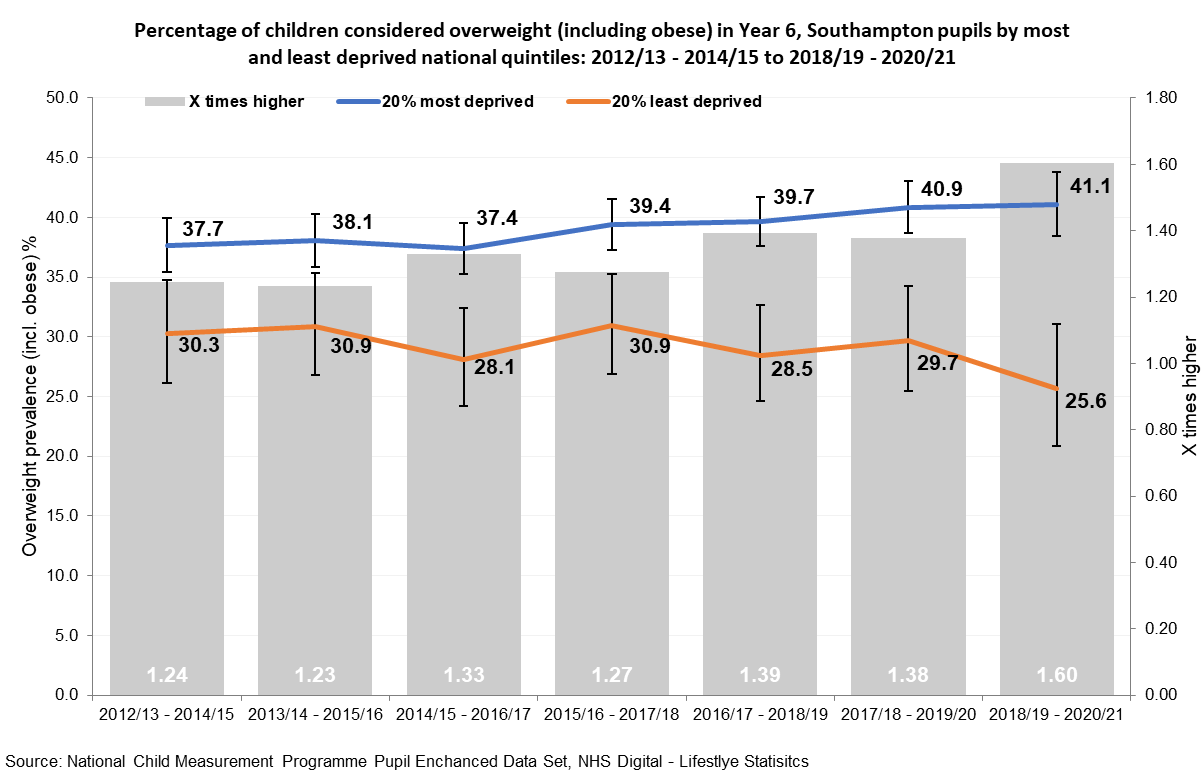 Percentage of children considered overweight (including obese) in Year 6, Southampton pupils by most
and least deprived national quintiles: 2012/13 - 2014/15 to 2018/19 - 2020/21
X times higher
20% most deprived
20% least deprived
Overweight prevalence (incl. obese) %
50.0
45.0
40.0
35.0
30.0
25.0
20.0
15.0
10.0
5.0
0.0
37.7
38.1
37.4
39.4
39.7
40.9
41.1
30.3
30.9
28.1
30.9
28.5
29.7
25.6
1.24
1.23
1.33
1.27
1.39
1.38
1.60
1.80
1.60
1.40
1.20
1.00
0.80
0.60
0.40
0.20
0.00
X times higher
2012/13 - 2014/15
2013/14 - 2015/16
2014/15 - 2016/17
2015/16 - 2017/18
2016/17 - 2018/19
2017/18 - 2019/20
2018/19 - 2020/21
Source: National Child Measurement Programme Pupil Enchanced Data Set, NHS Digital - Lifestlye Statisitcs